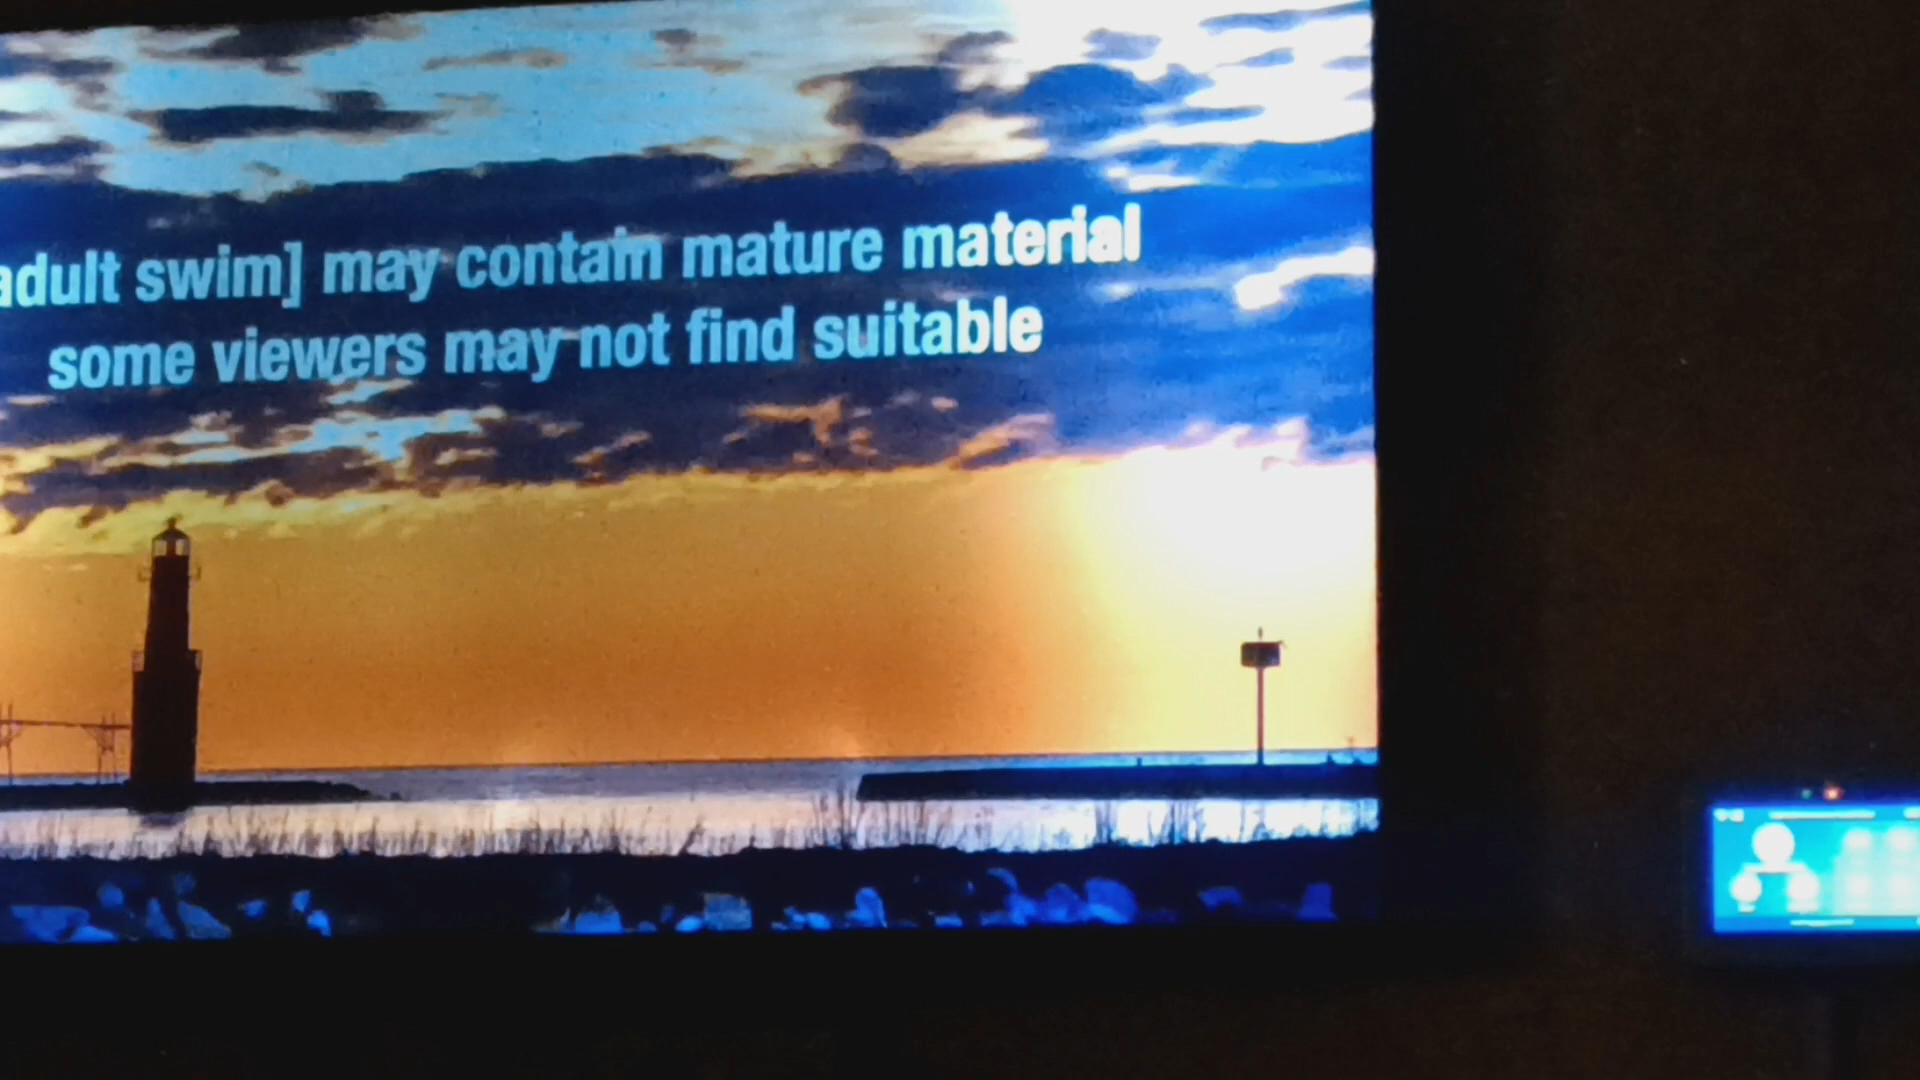 adult swim] may contain mature material
some viewers may not find suitable